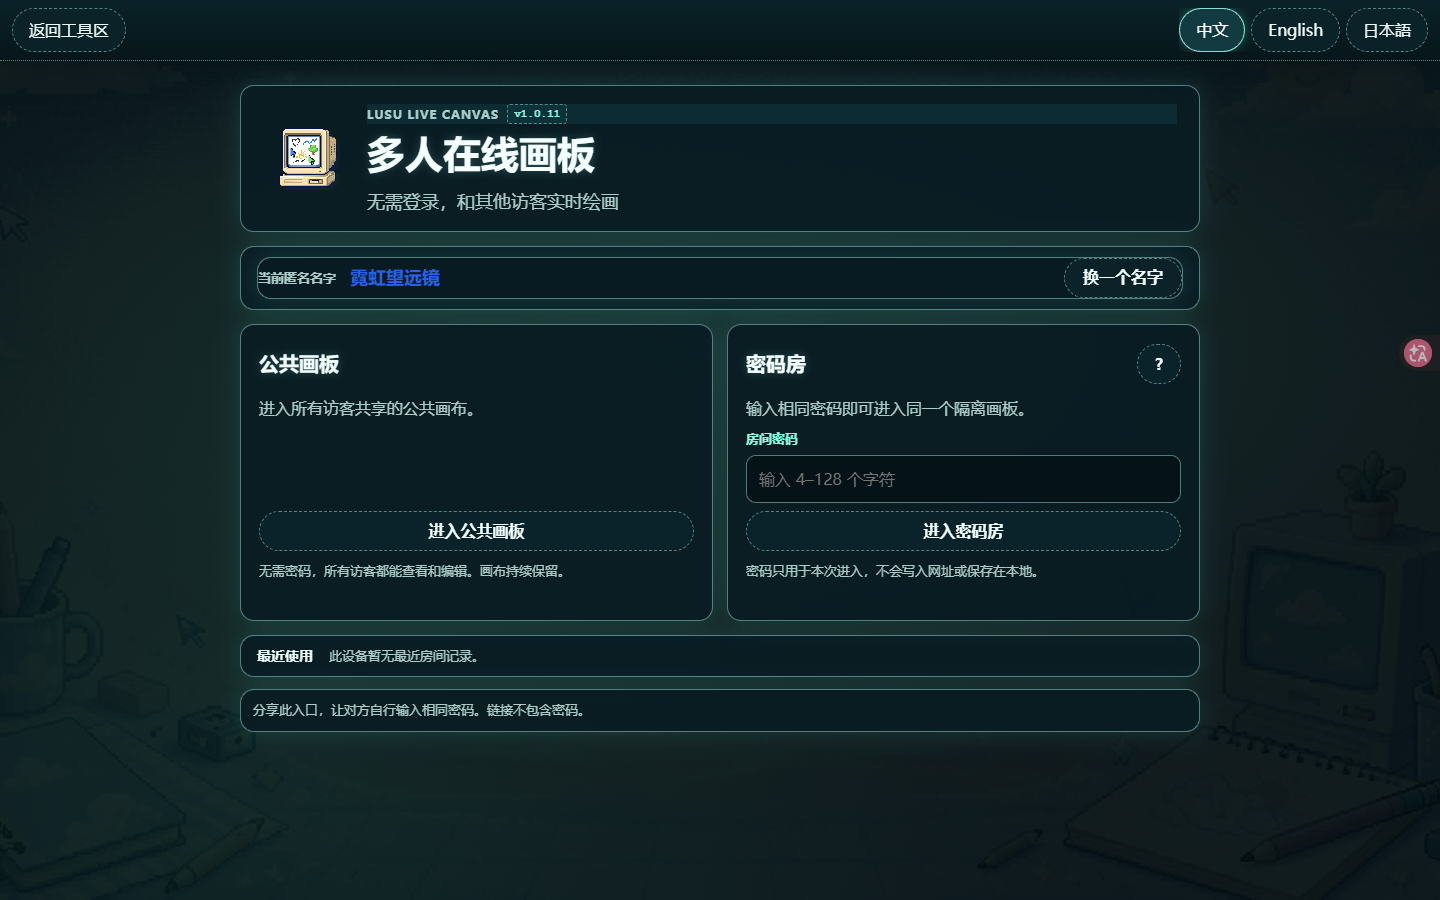 返回工具区
中文 English 日本語
LUSU LIVE CANVAS v1.0.11
多人在线画板
无需登录，和其他访客实时绘画
当前匿名名字 霓虹望远镜 换一个名字
公共画板
进入所有访客共享的公共画布。
进入公共画板
无需密码，所有访客都能查看和编辑。画布持续保留。
密码房 ?
输入相同密码即可进入同一个隔离画板。
房间密码
输入 4–128 个字符
进入密码房
密码只用于本次进入，不会写入网址或保存在本地。
最近使用 此设备暂无最近房间记录。
分享此入口，让对方自行输入相同密码。链接不包含密码。